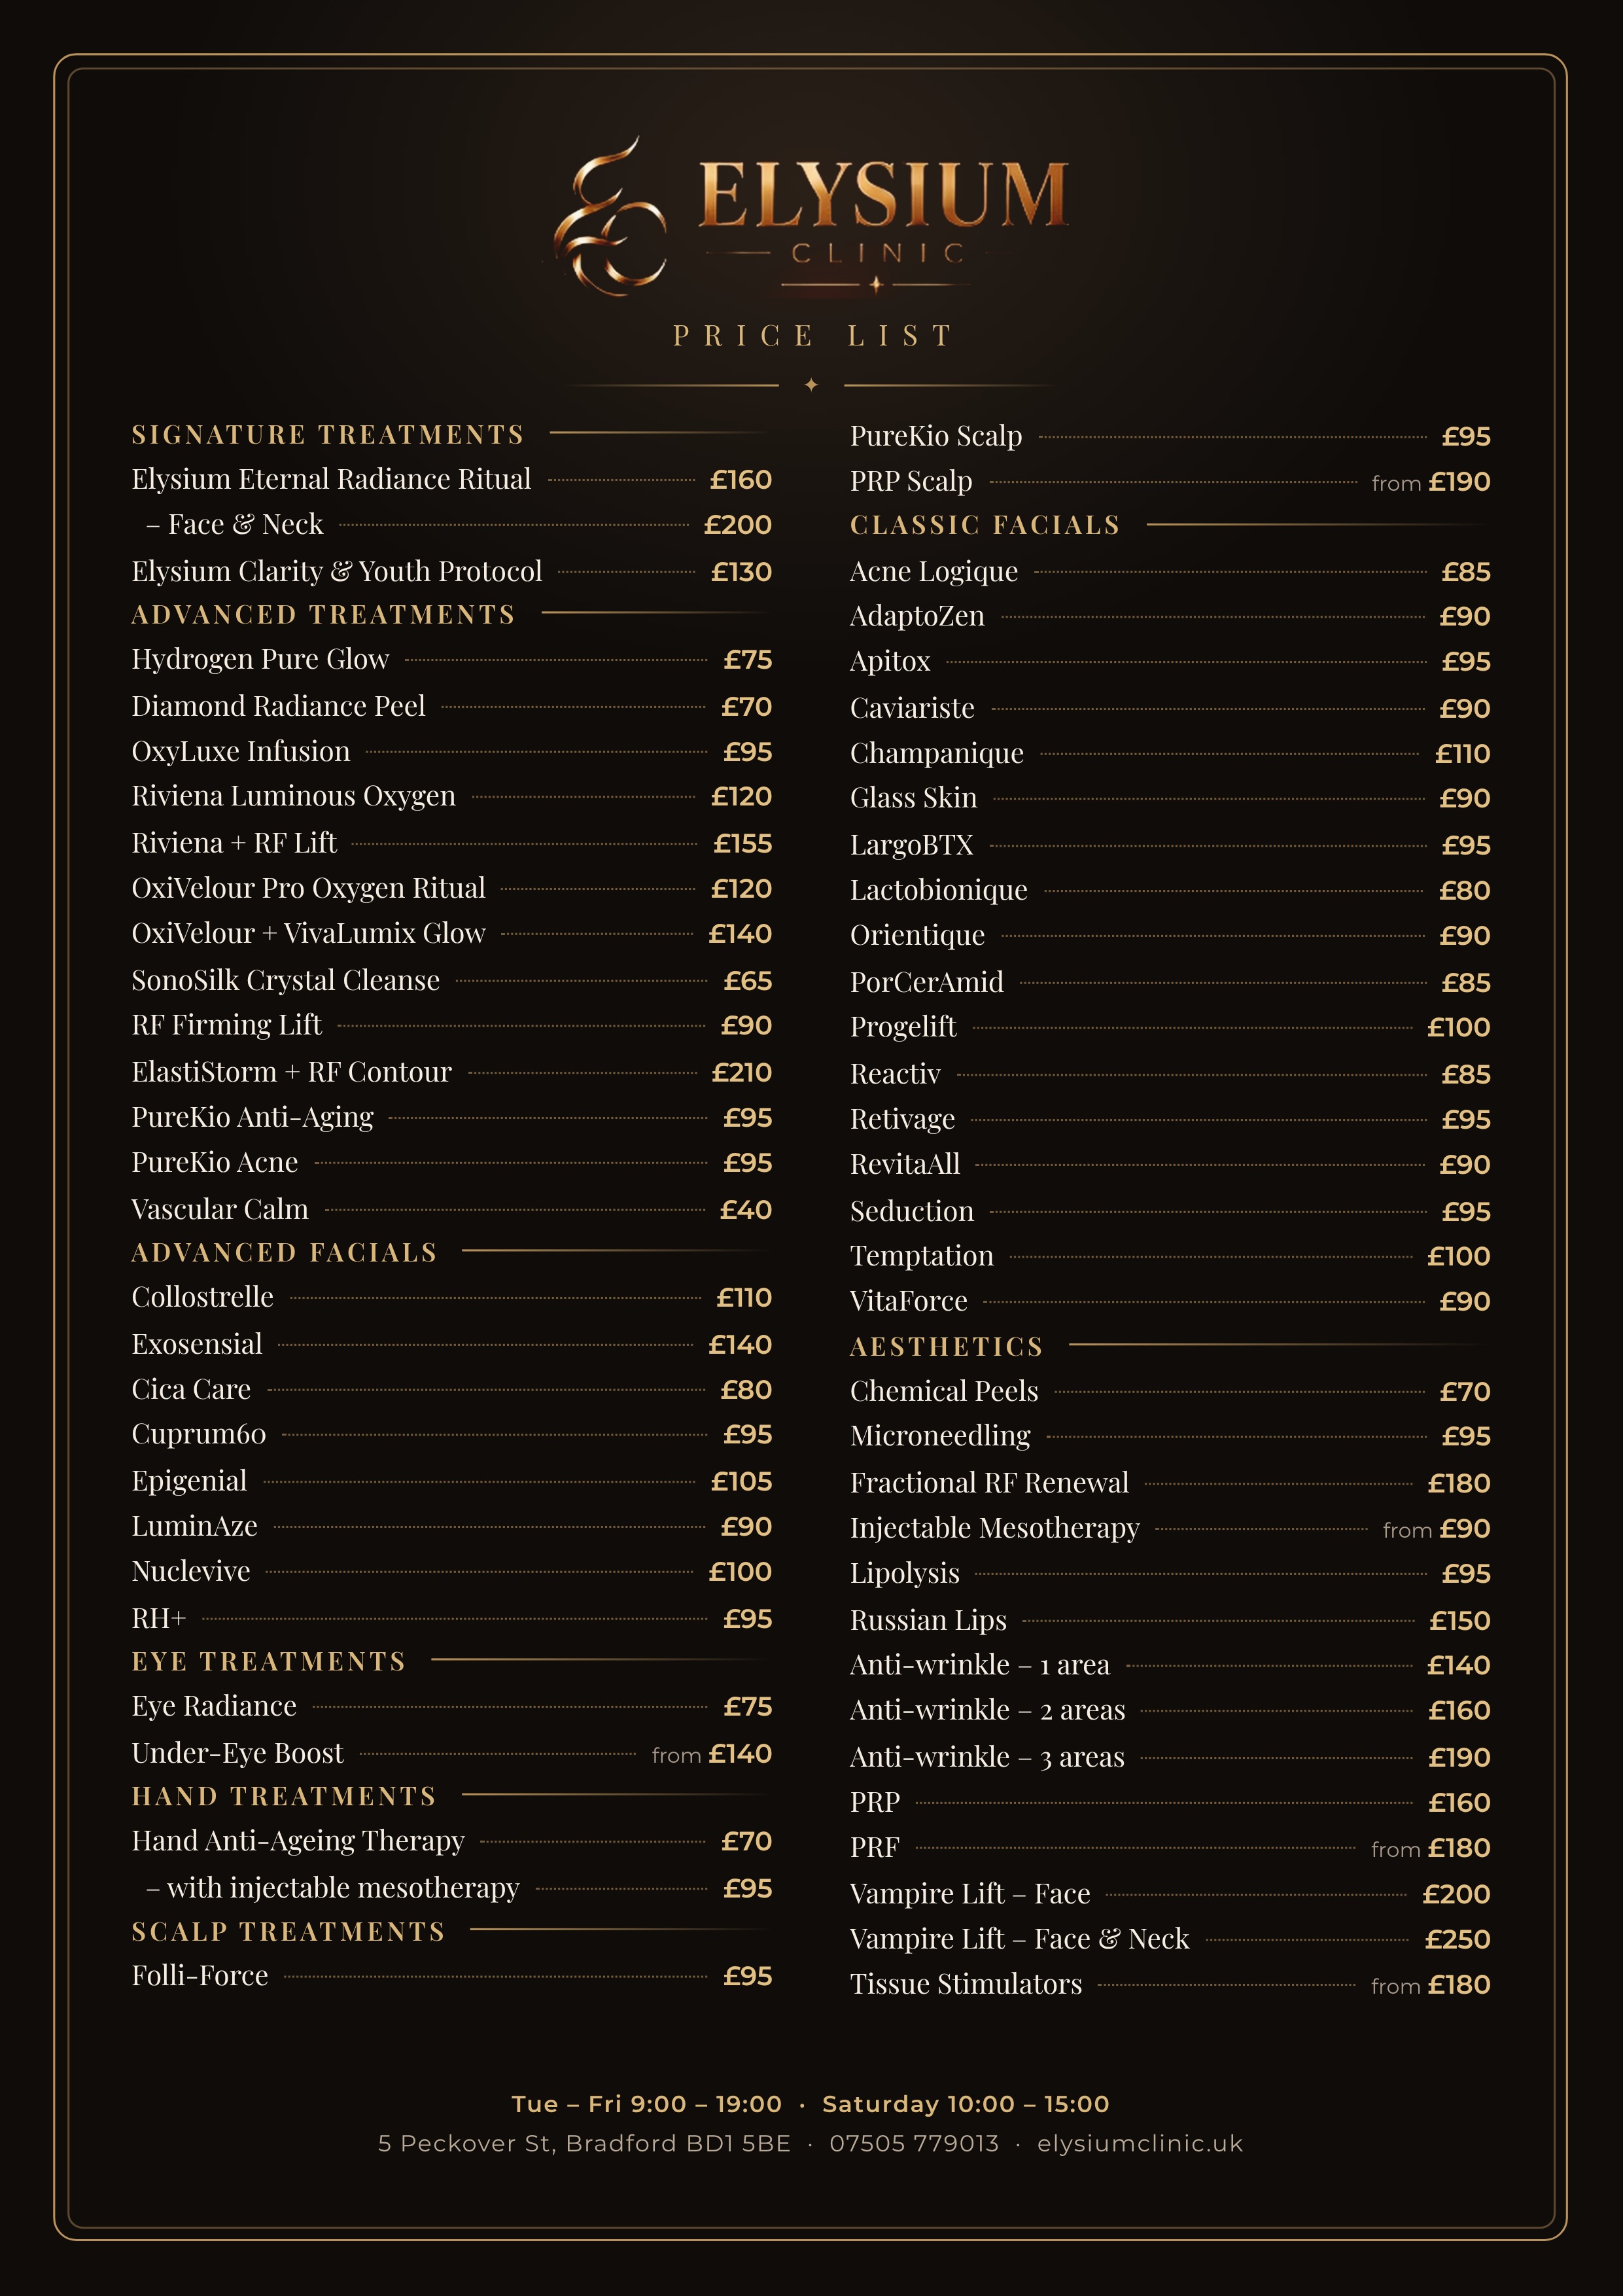 ELYSIUM
CLINIC
PRICE LIST
SIGNATURE TREATMENTS
Elysium Eternal Radiance Ritual £160
– Face & Neck £200
Elysium Clarity & Youth Protocol £130
ADVANCED TREATMENTS
Hydrogen Pure Glow £75
Diamond Radiance Peel £70
OxyLuxe Infusion £95
Riviena Luminous Oxygen £120
Riviena + RF Lift £155
OxiVelour Pro Oxygen Ritual £120
OxiVelour + VivaLumix Glow £140
SonoSilk Crystal Cleanse £65
RF Firming Lift £90
ElastiStorm + RF Contour £210
PureKio Anti-Aging £95
PureKio Acne £95
Vascular Calm £40
ADVANCED FACIALS
Collostrelle £110
Exosensial £140
Cica Care £80
Cuprum60 £95
Epigenial £105
LuminAze £90
Nuclevive £100
RH+ £95
EYE TREATMENTS
Eye Radiance £75
Under-Eye Boost from £140
HAND TREATMENTS
Hand Anti-Ageing Therapy £70
– with injectable mesotherapy £95
SCALP TREATMENTS
Folli-Force £95
PureKio Scalp £95
PRP Scalp from £190
CLASSIC FACIALS
Acne Logique £85
AdaptoZen £90
Apitox £95
Caviariste £90
Champanique £110
Glass Skin £90
LargoBTX £95
Lactobionique £80
Orientique £90
PorCerAmid £85
Progelift £100
Reactiv £85
Retivage £95
RevitaAll £90
Seduction £95
Temptation £100
VitaForce £90
AESTHETICS
Chemical Peels £70
Microneedling £95
Fractional RF Renewal £180
Injectable Mesotherapy from £90
Lipolysis £95
Russian Lips £150
Anti-wrinkle – 1 area £140
Anti-wrinkle – 2 areas £160
Anti-wrinkle – 3 areas £190
PRP £160
PRF from £180
Vampire Lift – Face £200
Vampire Lift – Face & Neck £250
Tissue Stimulators from £180
Tue – Fri 9:00 – 19:00 · Saturday 10:00 – 15:00
5 Peckover St, Bradford BD1 5BE · 07505 779013 · elysiumclinic.uk